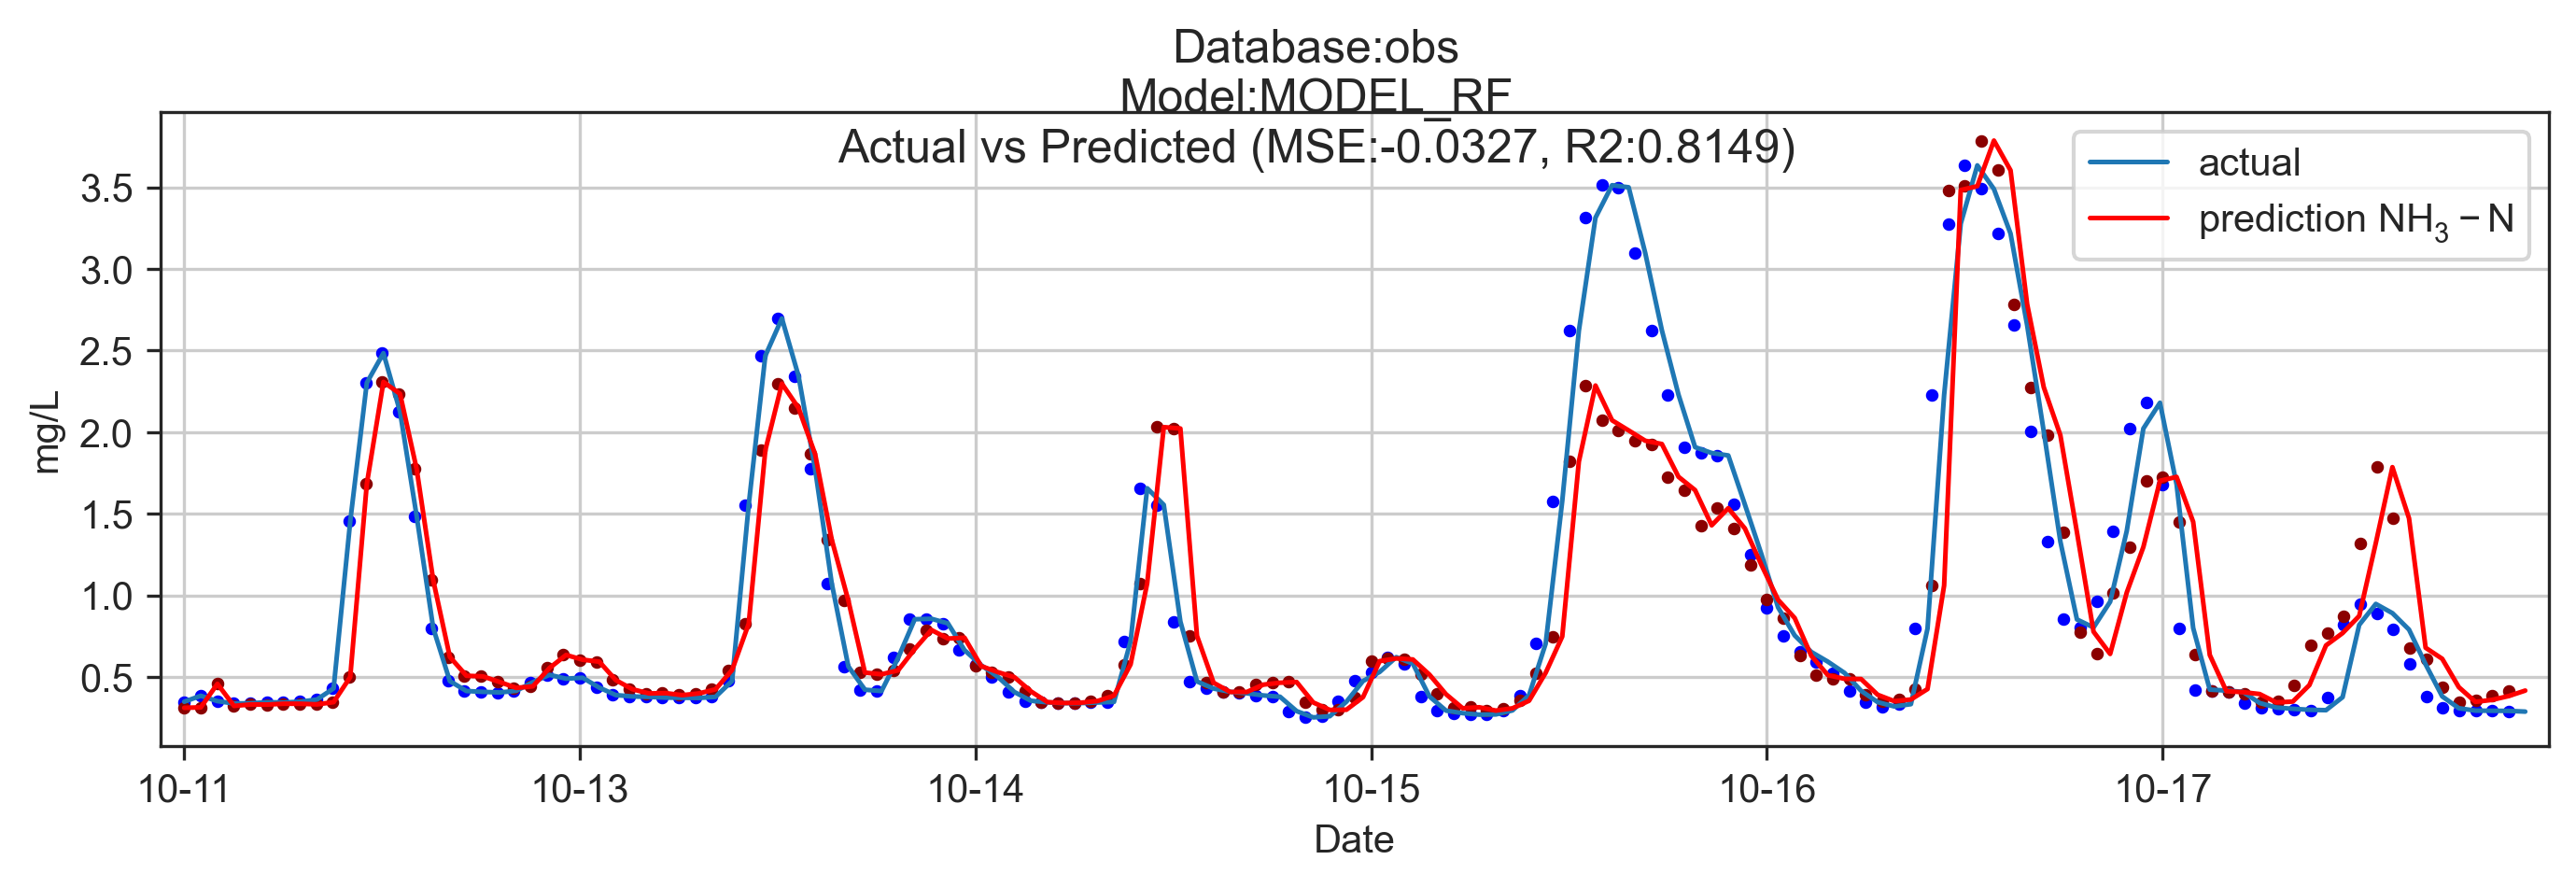 Database:obs
Model:MODEL_RF
Actual vs Predicted (MSE:-0.0327, R2:0.8149)
actual
prediction NH₃ − N
mg/L
3.5
3.0
2.5
2.0
1.5
1.0
0.5
10-11 10-13 10-14 10-15 10-16 10-17
Date